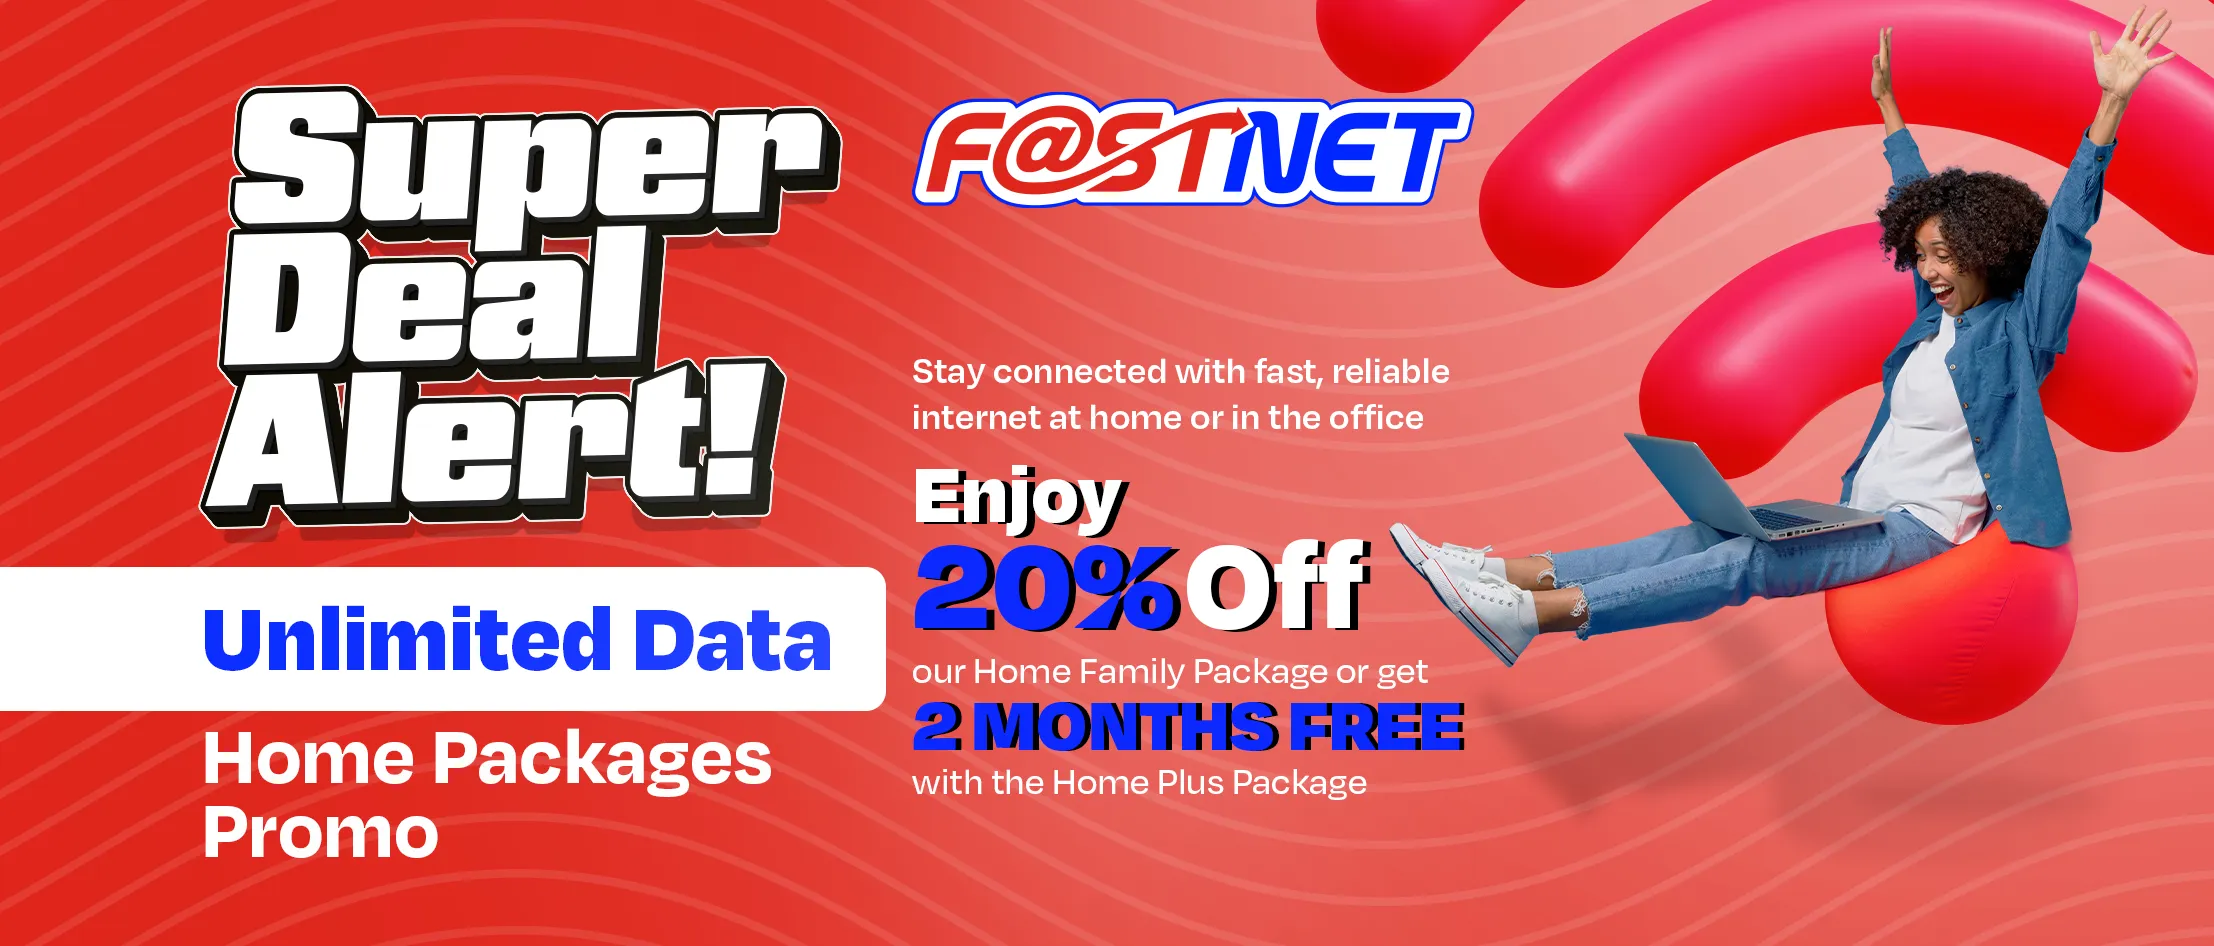 Super
Deal
Alert!
Unlimited Data
Home Packages
Promo
F@STNET
Stay connected with fast, reliable
internet at home or in the office
Enjoy
20% Off
our Home Family Package or get
2 MONTHS FREE
with the Home Plus Package